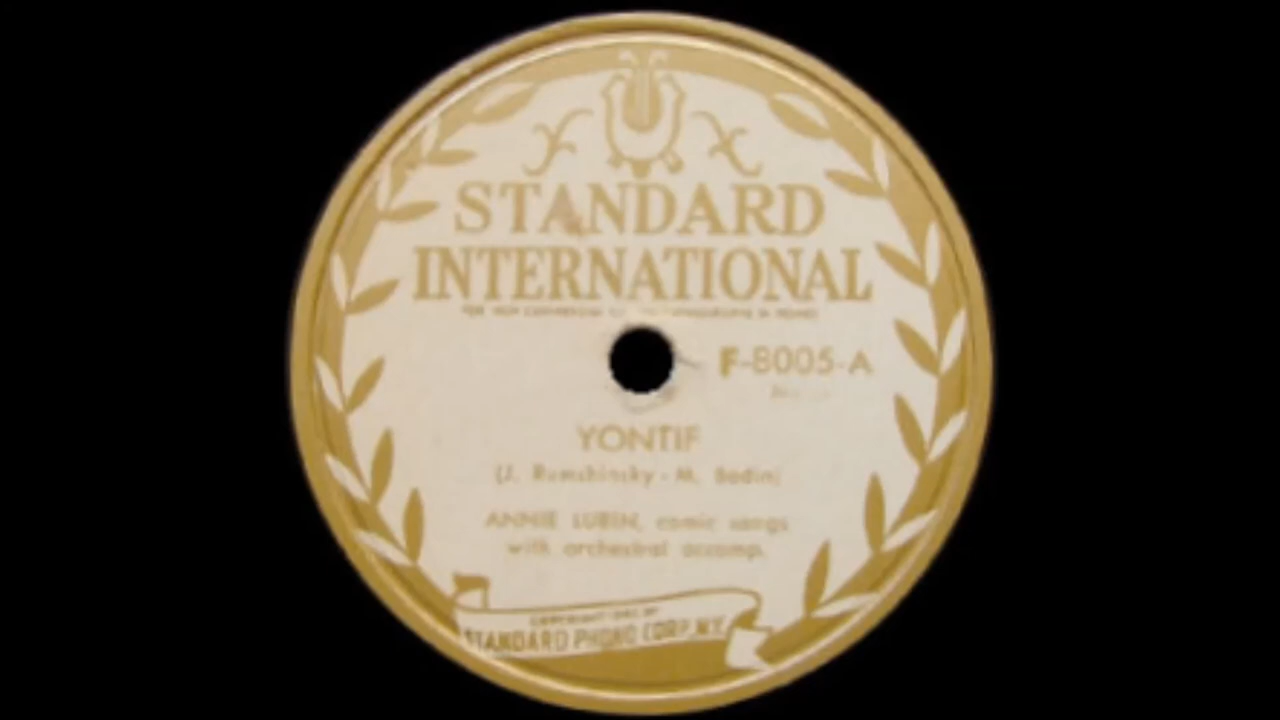 STANDARD
INTERNATIONAL
F-8005-A
YONTIF
(J. Rumshinsky - M. Bodin)
ANNIE LUBIN, comic songs
with orchestral accomp.
STANDARD PHONO CORP. N.Y.